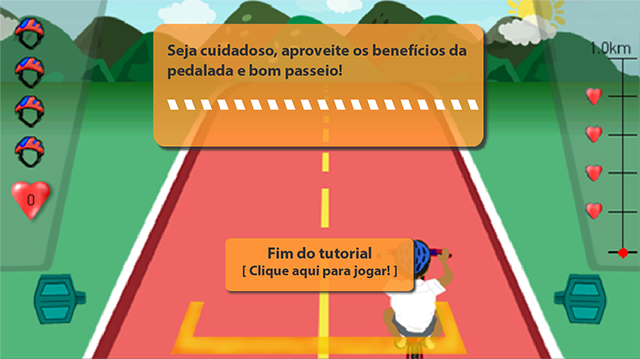 Seja cuidadoso, aproveite os benefícios da
pedalada e bom passeio!
1.0km
0
Fim do tutorial
[ Clique aqui para jogar! ]